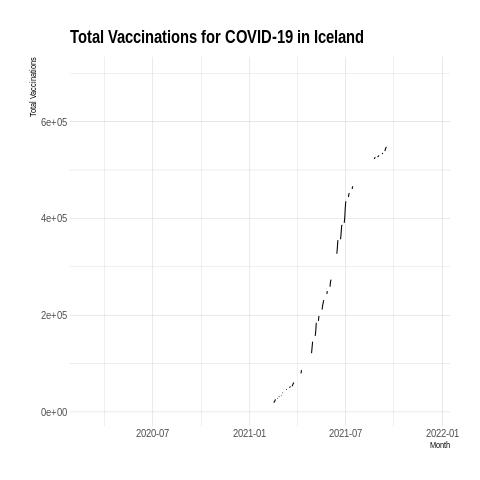 Total Vaccinations for COVID-19 in Iceland
Total Vaccinations
6e+05
4e+05
2e+05
0e+00
2020-07
2021-01
2021-07
2022-01
Month